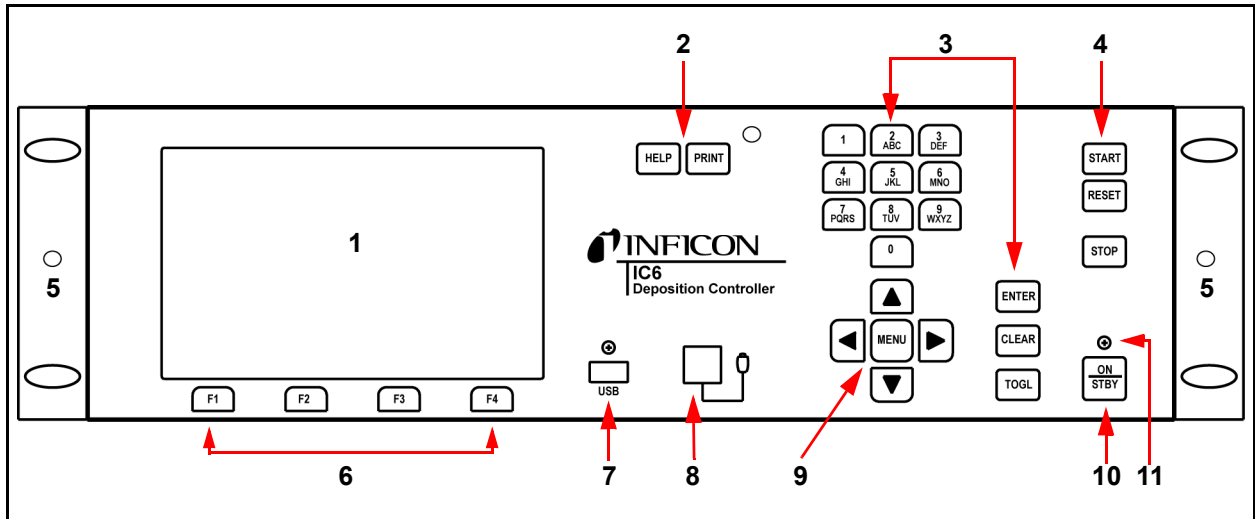 2
3
4
HELP
PRINT
1
2
ABC
3
DEF
4
GHI
5
JKL
6
MNO
7
PQRS
8
TUV
9
WXYZ
0
START
RESET
STOP
1
5
5
INFICON
IC6
Deposition Controller
ENTER
CLEAR
TOGL
MENU
ON
STBY
USB
F1
F2
F3
F4
6
7
8
9
10
11